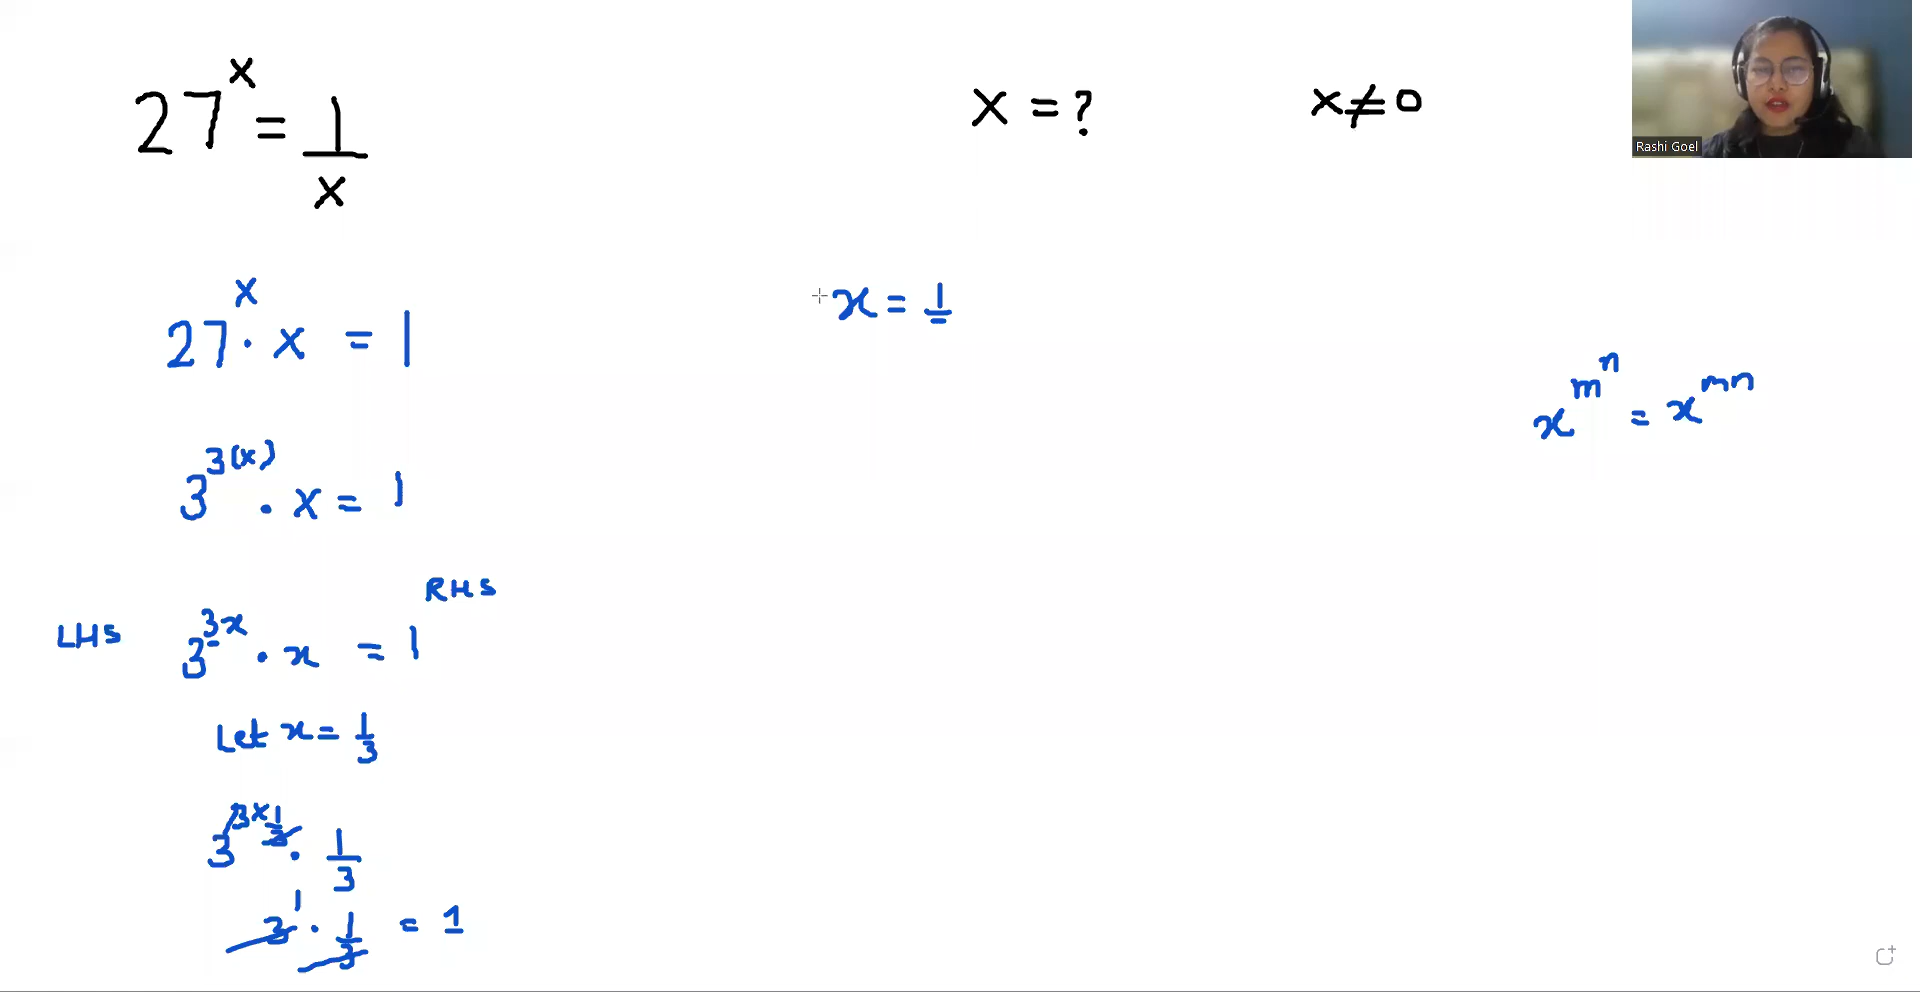 27^x = 1/x
x = ?
x ≠ 0
Rashi Goel
27^x · x = 1
x = 1/
x^m^n = x^mn
3^3(x) · x = 1
RHS
LHS 3^3x · x = 1
Let x = 1/3
3^3×1/3 · 1/3
3^1 · 1/3 = 1